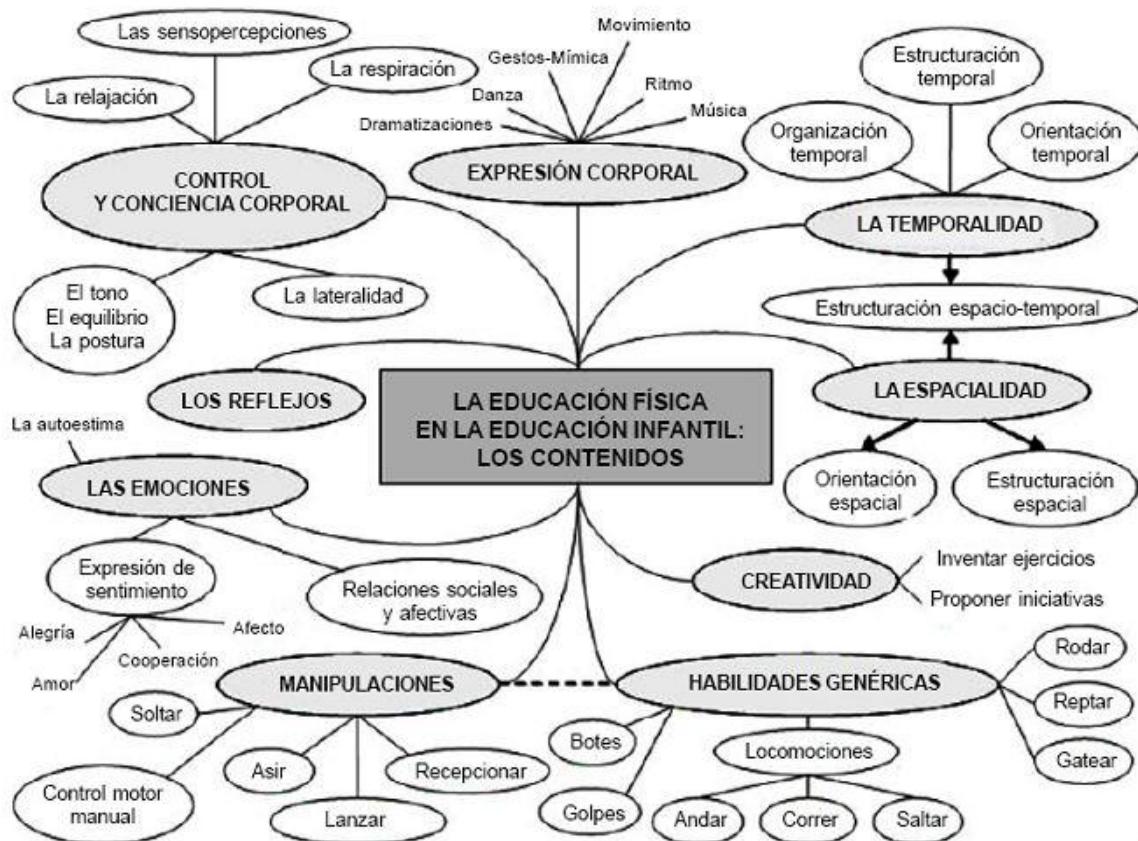 Las sensopercepciones
La respiración
La relajación
CONTROL
Y CONCIENCIA CORPORAL
El tono
El equilibrio
La postura
La lateralidad
Movimiento
Gestos-Mímica
Danza
Ritmo
Dramatizaciones
Música
EXPRESIÓN CORPORAL
Estructuración
temporal
Organización
temporal
Orientación
temporal
LA TEMPORALIDAD
Estructuración espacio-temporal
LA ESPACIALIDAD
Orientación
espacial
Estructuración
espacial
LOS REFLEJOS
LA EDUCACIÓN FÍSICA
EN LA EDUCACIÓN INFANTIL:
LOS CONTENIDOS
La autoestima
LAS EMOCIONES
Expresión de
sentimiento
Alegría
Amor
Cooperación
Afecto
Relaciones sociales
y afectivas
CREATIVIDAD
Inventar ejercicios
Proponer iniciativas
MANIPULACIONES
Soltar
Control motor
manual
Asir
Lanzar
Recepcionar
HABILIDADES GENÉRICAS
Botes
Golpes
Locomociones
Andar
Correr
Saltar
Rodar
Reptar
Gatear